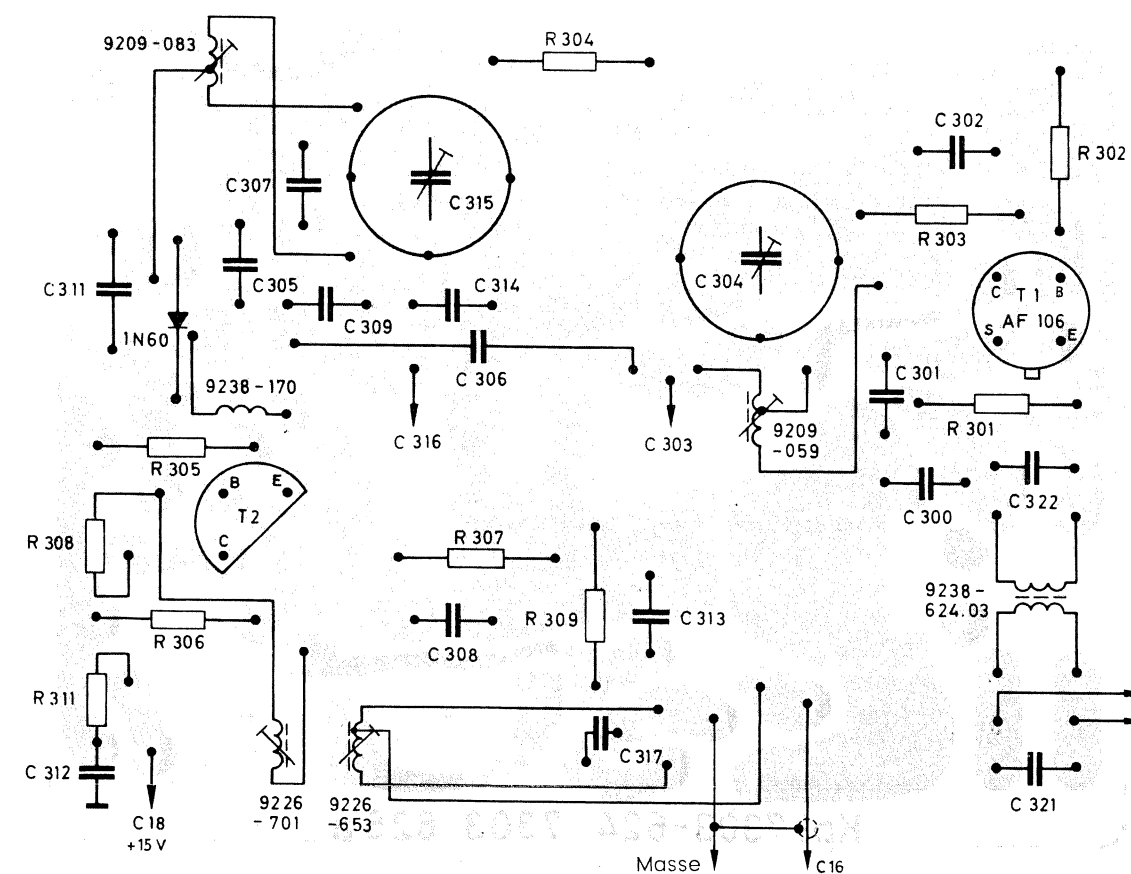 R 304
9209-083
C 302
R 302
C 307
C 315
R 303
C 304
C 305
C 311
C 314
C 309
C T1 B
AF 106
S E
1N60
C 306
C 301
9238-170
R 301
C 316
C 303
9209
-059
R 305
B E
T2
C
C 322
C 300
R 308
R 307
9238-
624.03
R 309
C 313
R 306
C 308
R 311
C 317
C 312
C 321
9226
-701
9226
-653
C18
+15 V
Masse
C16